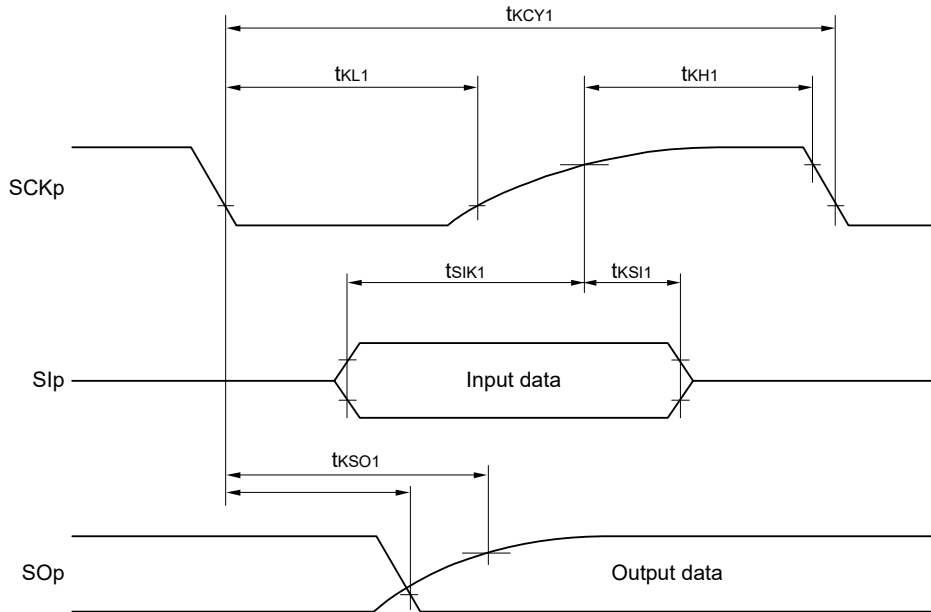 tKCY1
tKL1
tKH1
SCKp
tSIK1
tKSI1
SIp
Input data
tKSO1
SOp
Output data